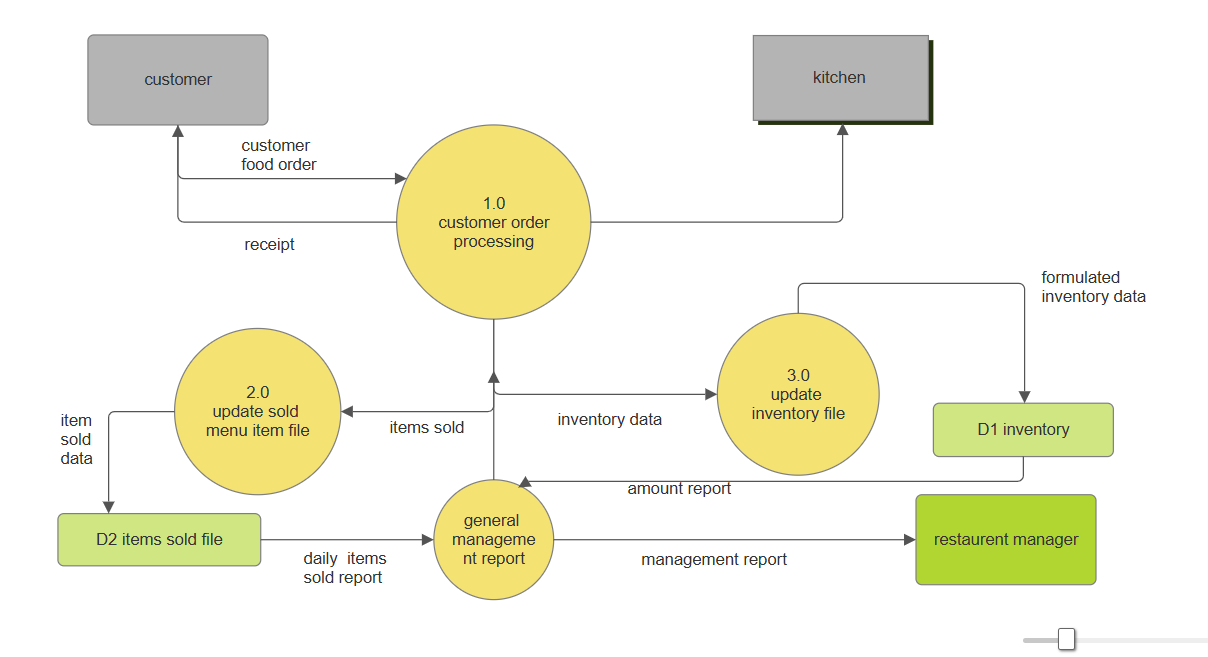 customer
kitchen
customer
food order
1.0
customer order
processing
receipt
formulated
inventory data
3.0
update
inventory file
2.0
update sold
menu item file
item
sold
data
items sold
inventory data
D1 inventory
amount report
general
manageme
nt report
D2 items sold file
restaurent manager
daily  items
sold report
management report